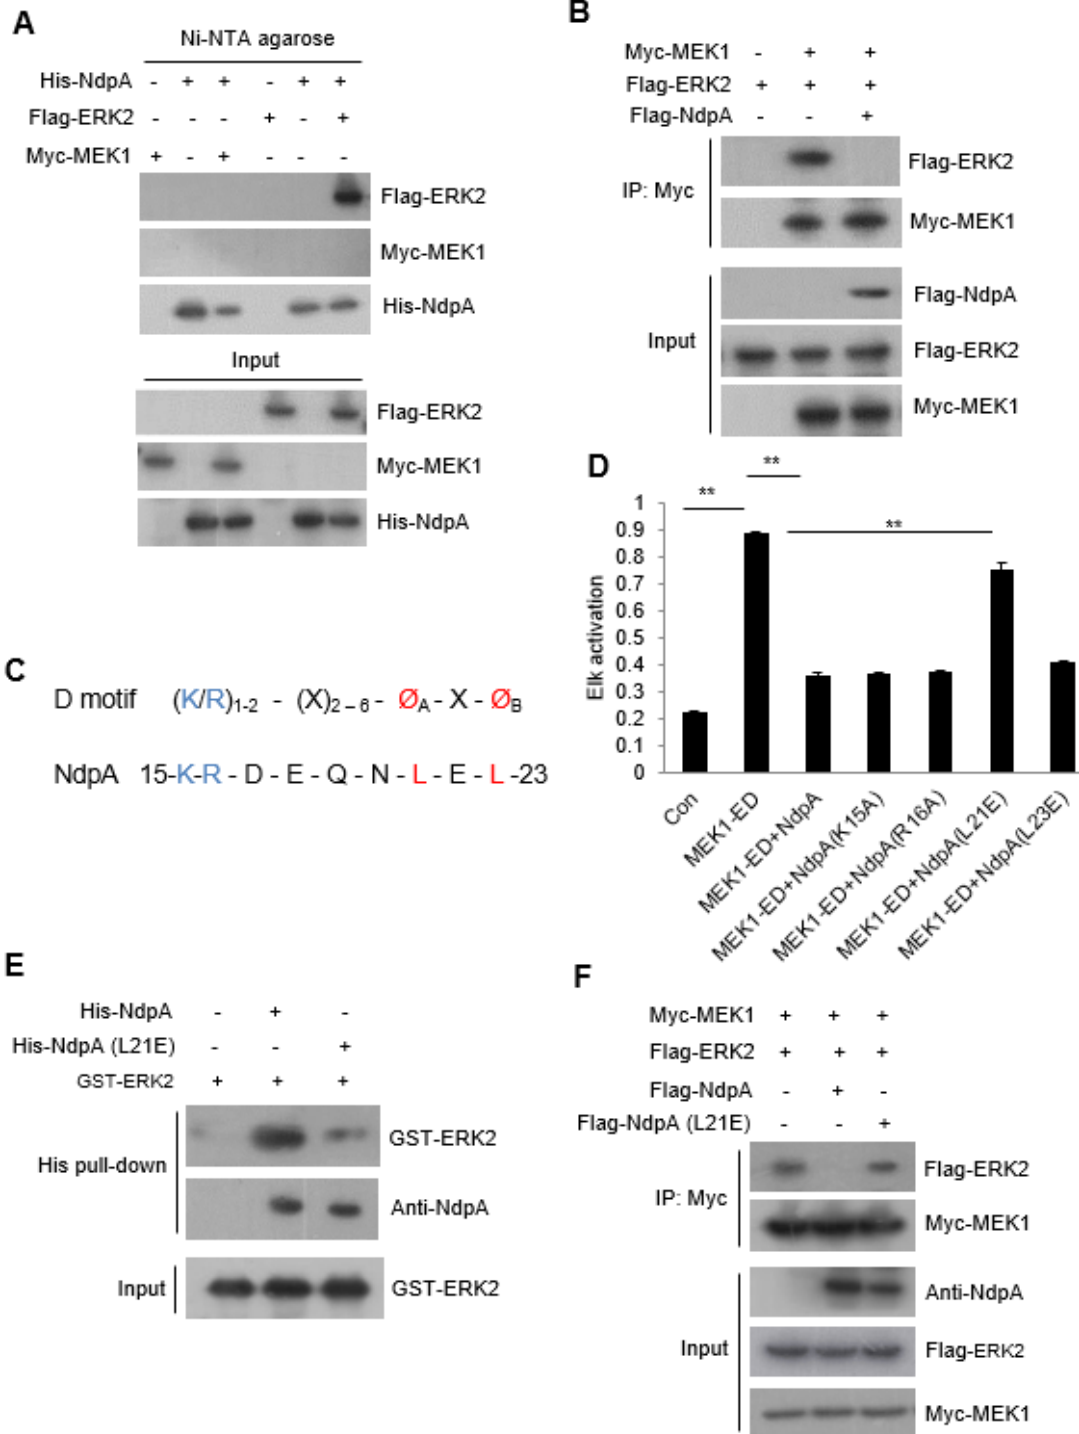 A
Ni-NTA agarose
His-NdpA - + + - + +
Flag-ERK2 - - - + - +
Myc-MEK1 + - + - - -
Flag-ERK2
Myc-MEK1
His-NdpA
Input
Flag-ERK2
Myc-MEK1
His-NdpA
B
Myc-MEK1 - + +
Flag-ERK2 + + +
Flag-NdpA - - +
IP: Myc
Flag-ERK2
Myc-MEK1
Input
Flag-NdpA
Flag-ERK2
Myc-MEK1
C
D motif (K/R)1-2 - (X)2–6 - ØA - X - ØB
NdpA 15-K-R - D - E - Q - N - L - E - L -23
D
**
**
**
Elk activation
1
0.9
0.8
0.7
0.6
0.5
0.4
0.3
0.2
0.1
0
Con
MEK1-ED
MEK1-ED+NdpA
MEK1-ED+NdpA(K15A)
MEK1-ED+NdpA(R16A)
MEK1-ED+NdpA(L21E)
MEK1-ED+NdpA(L23E)
E
His-NdpA - + -
His-NdpA (L21E) - - +
GST-ERK2 + + +
His pull-down
GST-ERK2
Anti-NdpA
Input
GST-ERK2
F
Myc-MEK1 + + +
Flag-ERK2 + + +
Flag-NdpA - + -
Flag-NdpA (L21E) - - +
IP: Myc
Flag-ERK2
Myc-MEK1
Input
Anti-NdpA
Flag-ERK2
Myc-MEK1